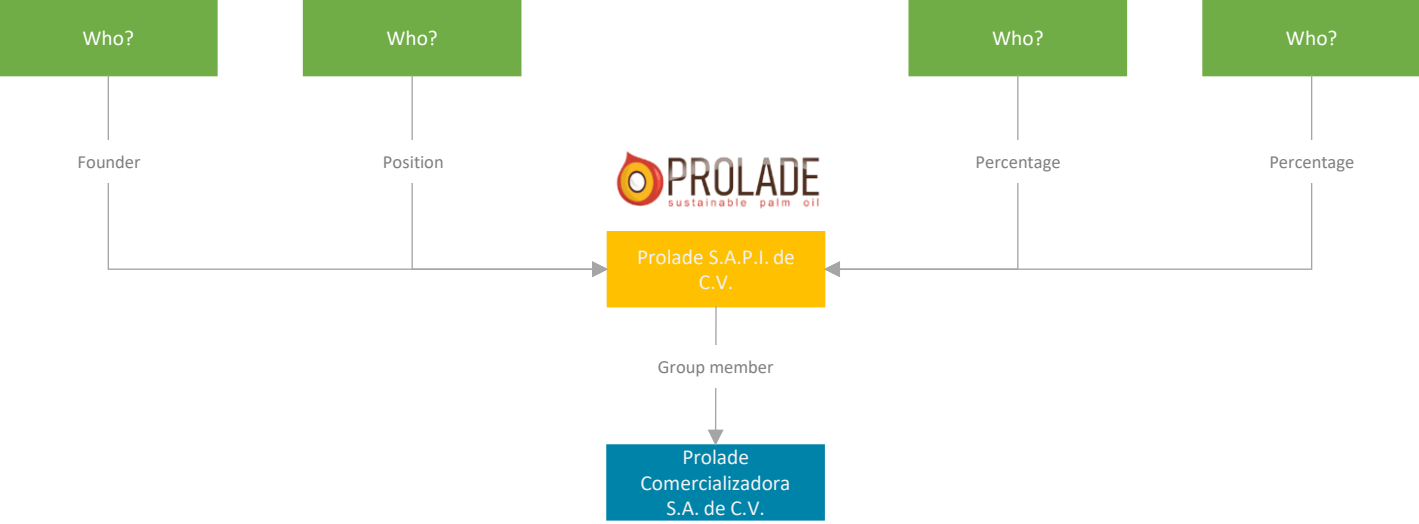 Who?
Who?
Who?
Who?
Founder
Position
Percentage
Percentage
PROLADE
sustainable palm oil
Prolade S.A.P.I. de
C.V.
Group member
Prolade
Comercializadora
S.A. de C.V.